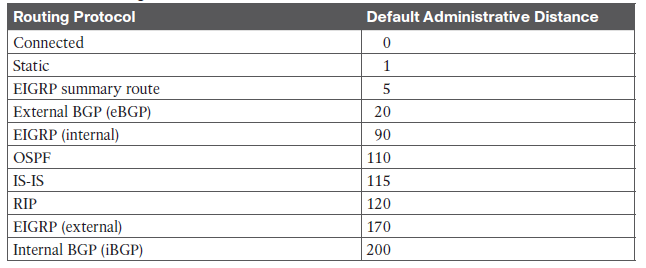 Routing Protocol Default Administrative Distance
Connected 0
Static 1
EIGRP summary route 5
External BGP (eBGP) 20
EIGRP (internal) 90
OSPF 110
IS-IS 115
RIP 120
EIGRP (external) 170
Internal BGP (iBGP) 200